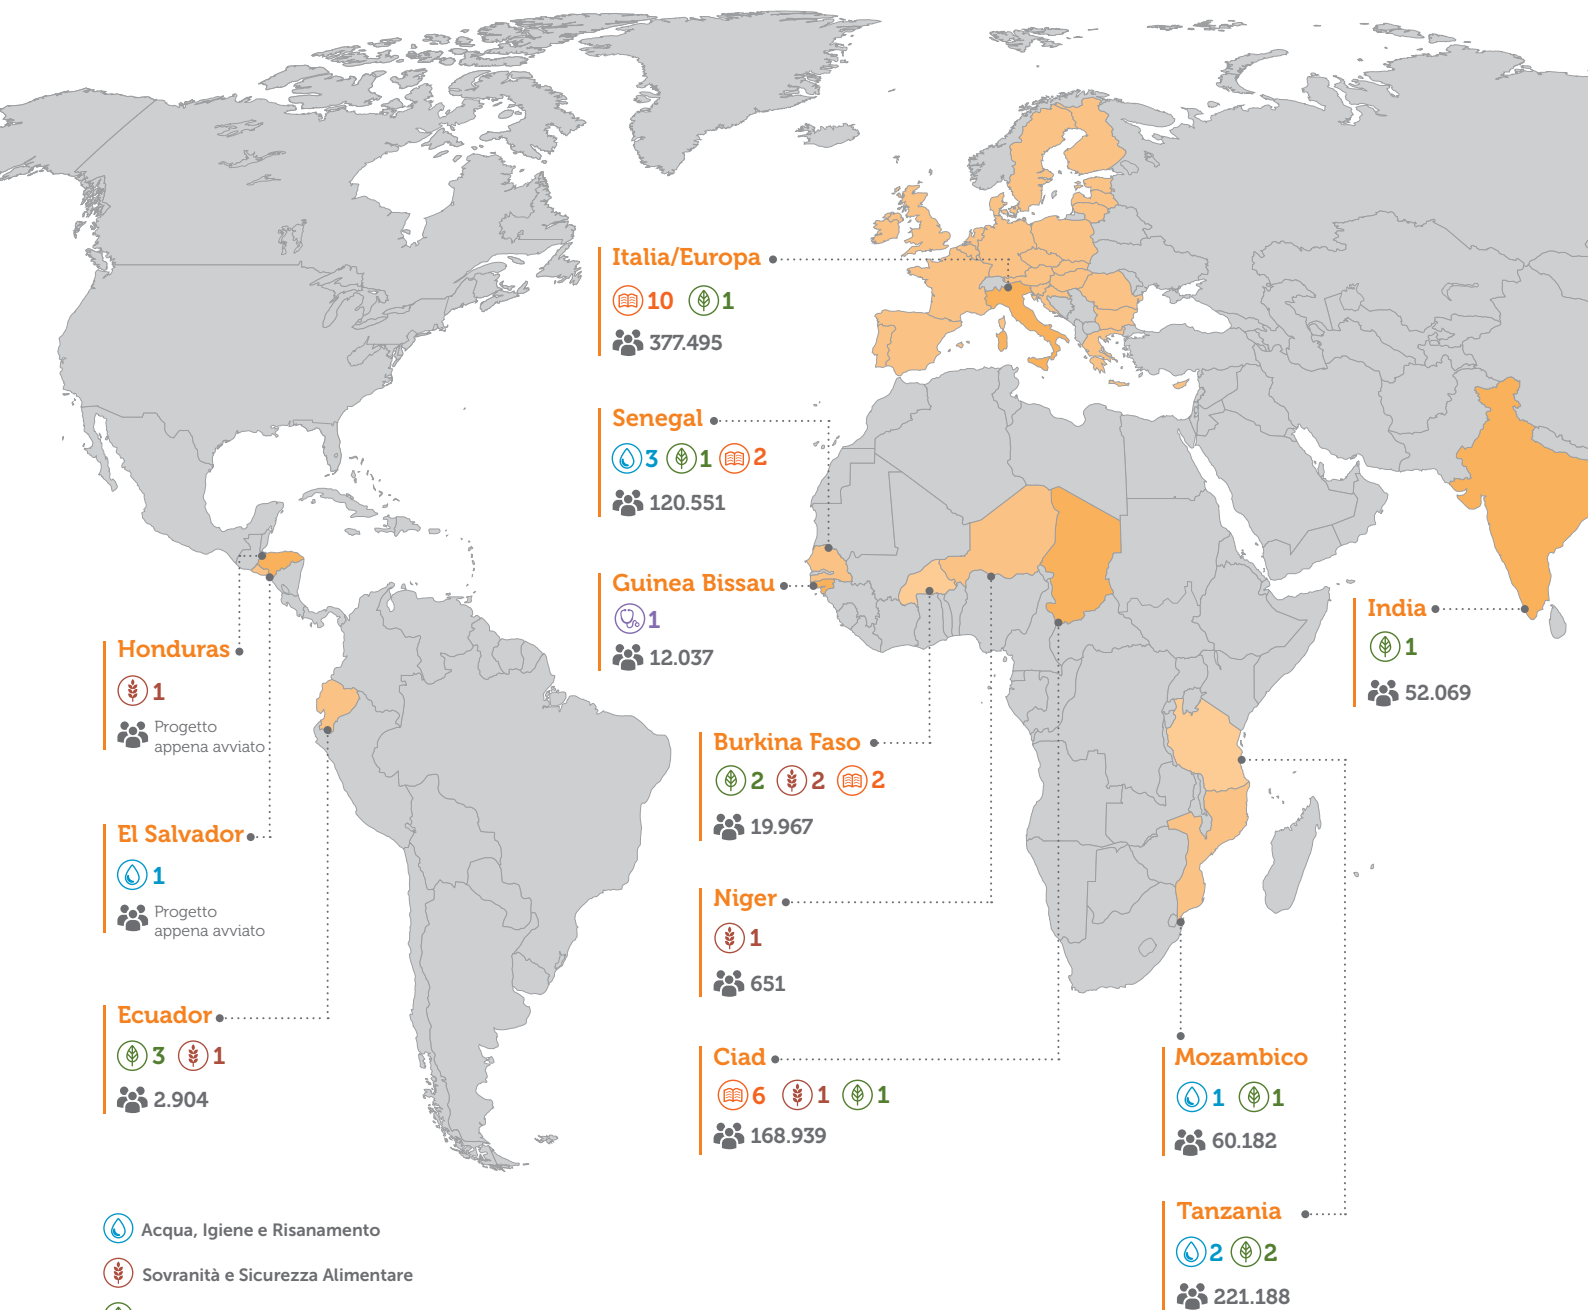 Italia/Europa
10 1
377.495
Senegal
3 1 2
120.551
Guinea Bissau
1
12.037
India
1
52.069
Honduras
1
Progetto
appena avviato
El Salvador
1
Progetto
appena avviato
Ecuador
3 1
2.904
Burkina Faso
2 2 2
19.967
Niger
1
651
Ciad
6 1 1
168.939
Mozambico
1 1
60.182
Tanzania
2 2
221.188
Acqua, Igiene e Risanamento
Sovranità e Sicurezza Alimentare